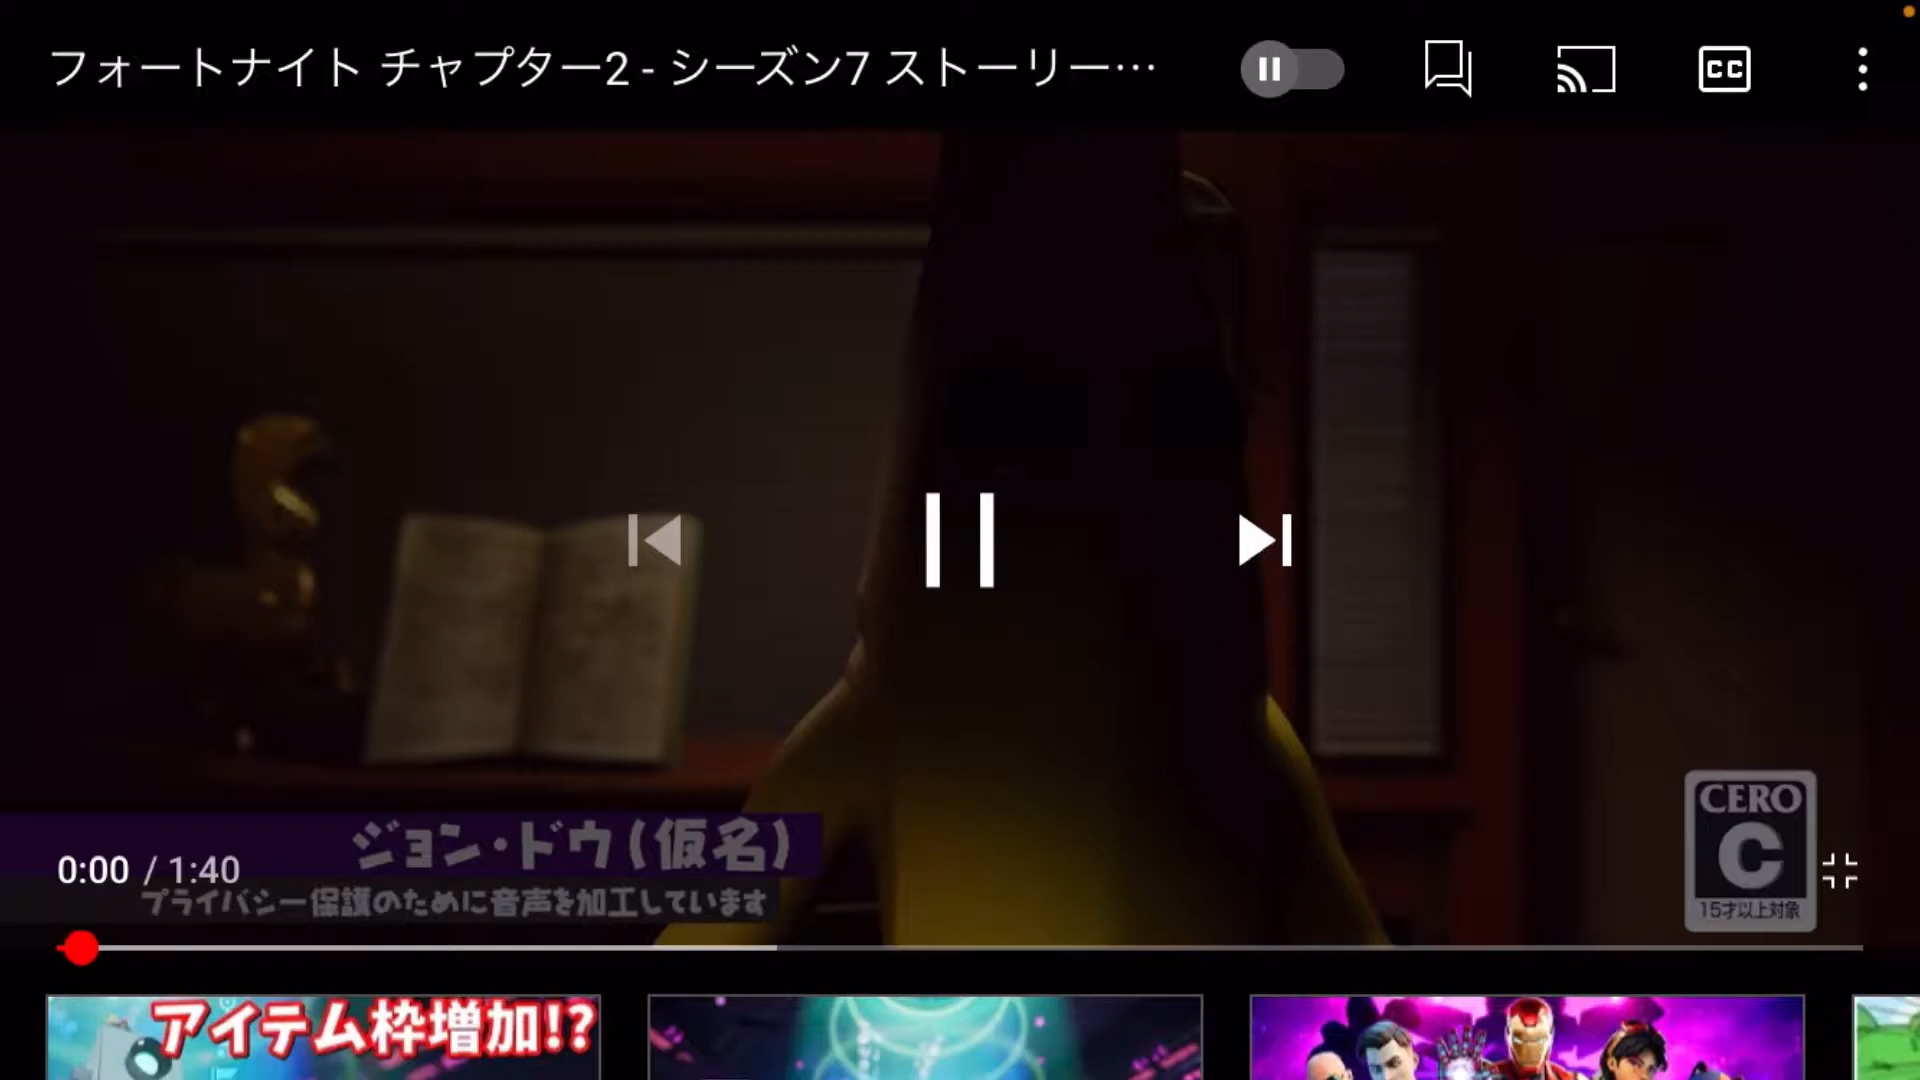 フォートナイト チャプター2 - シーズン7 ストーリー…
CC
ジョン・ドウ(仮名)
0:00 / 1:40
プライバシー保護のために音声を加工しています
CERO
C
15才以上対象
アイテム枠増加!?